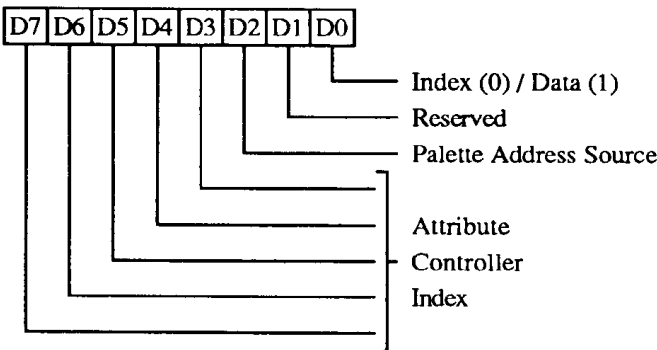 D7 D6 D5 D4 D3 D2 D1 D0
Index (0) / Data (1)
Reserved
Palette Address Source
Attribute
Controller
Index